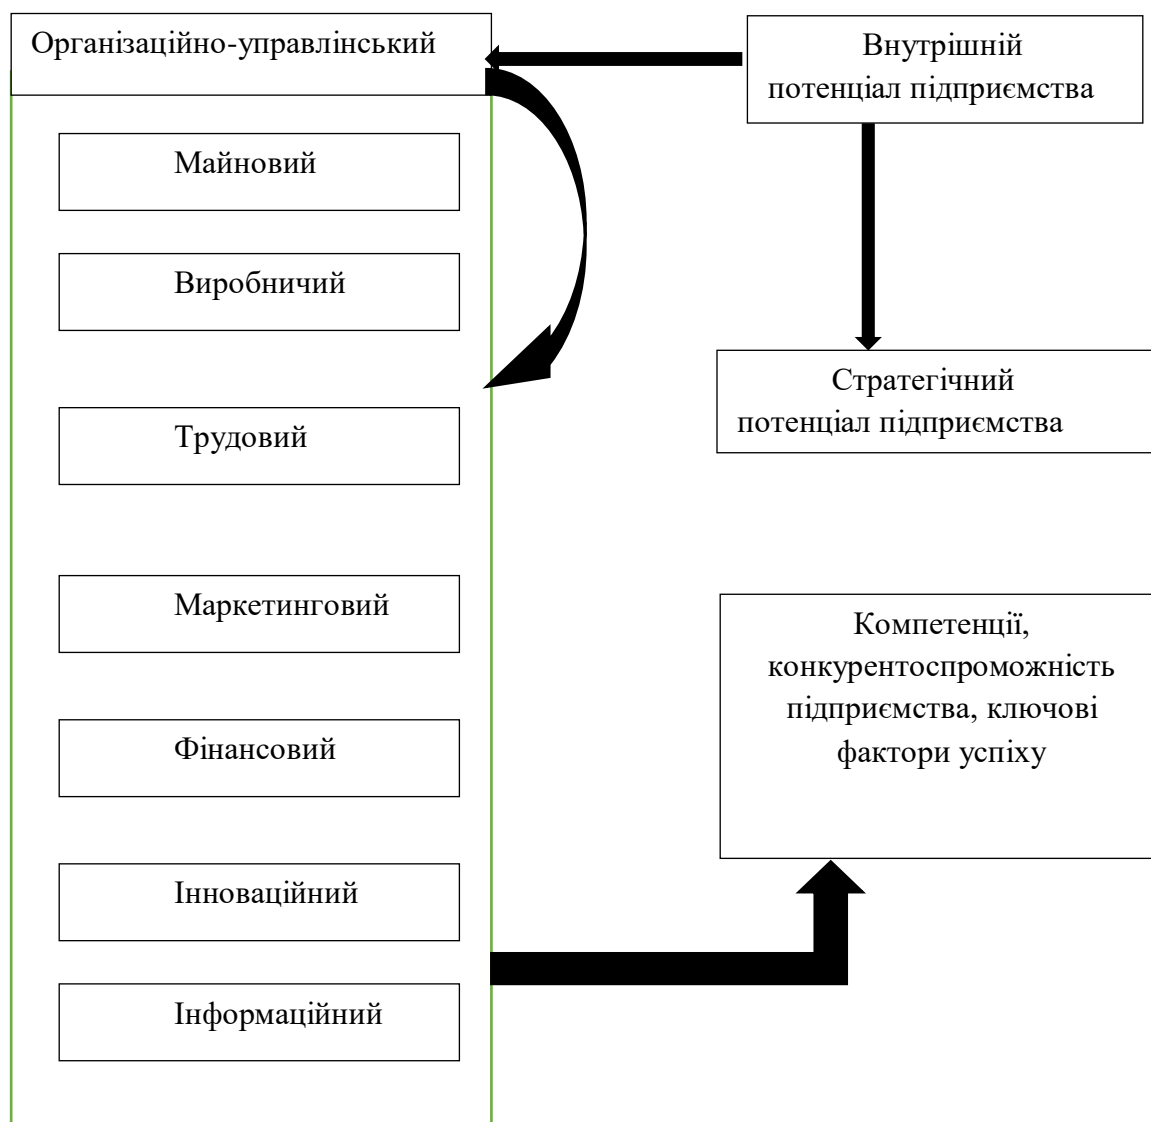 Організаційно-управлінський
Майновий
Виробничий
Трудовий
Маркетинговий
Фінансовий
Інноваційний
Інформаційний
Внутрішній
потенціал підприємства
Стратегічний
потенціал підприємства
Компетенції,
конкурентоспроможність
підприємства, ключові
фактори успіху